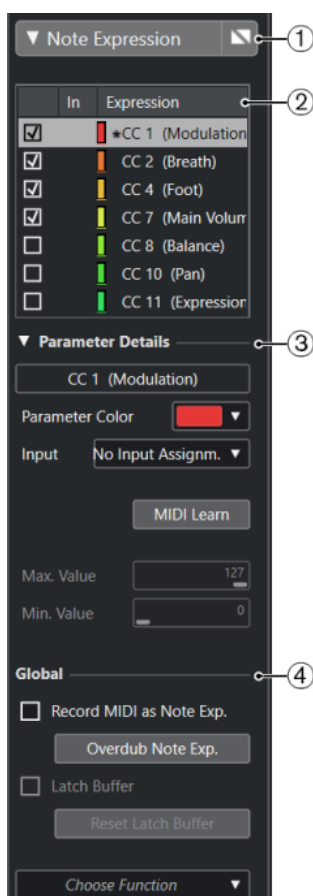 Note Expression
1
In Expression
2
*CC 1 (Modulation
CC 2 (Breath)
CC 4 (Foot)
CC 7 (Main Volum
CC 8 (Balance)
CC 10 (Pan)
CC 11 (Expression
Parameter Details
3
CC 1 (Modulation)
Parameter Color
Input No Input Assignm.
MIDI Learn
Max. Value 127
Min. Value 0
Global
4
Record MIDI as Note Exp.
Overdub Note Exp.
Latch Buffer
Reset Latch Buffer
Choose Function